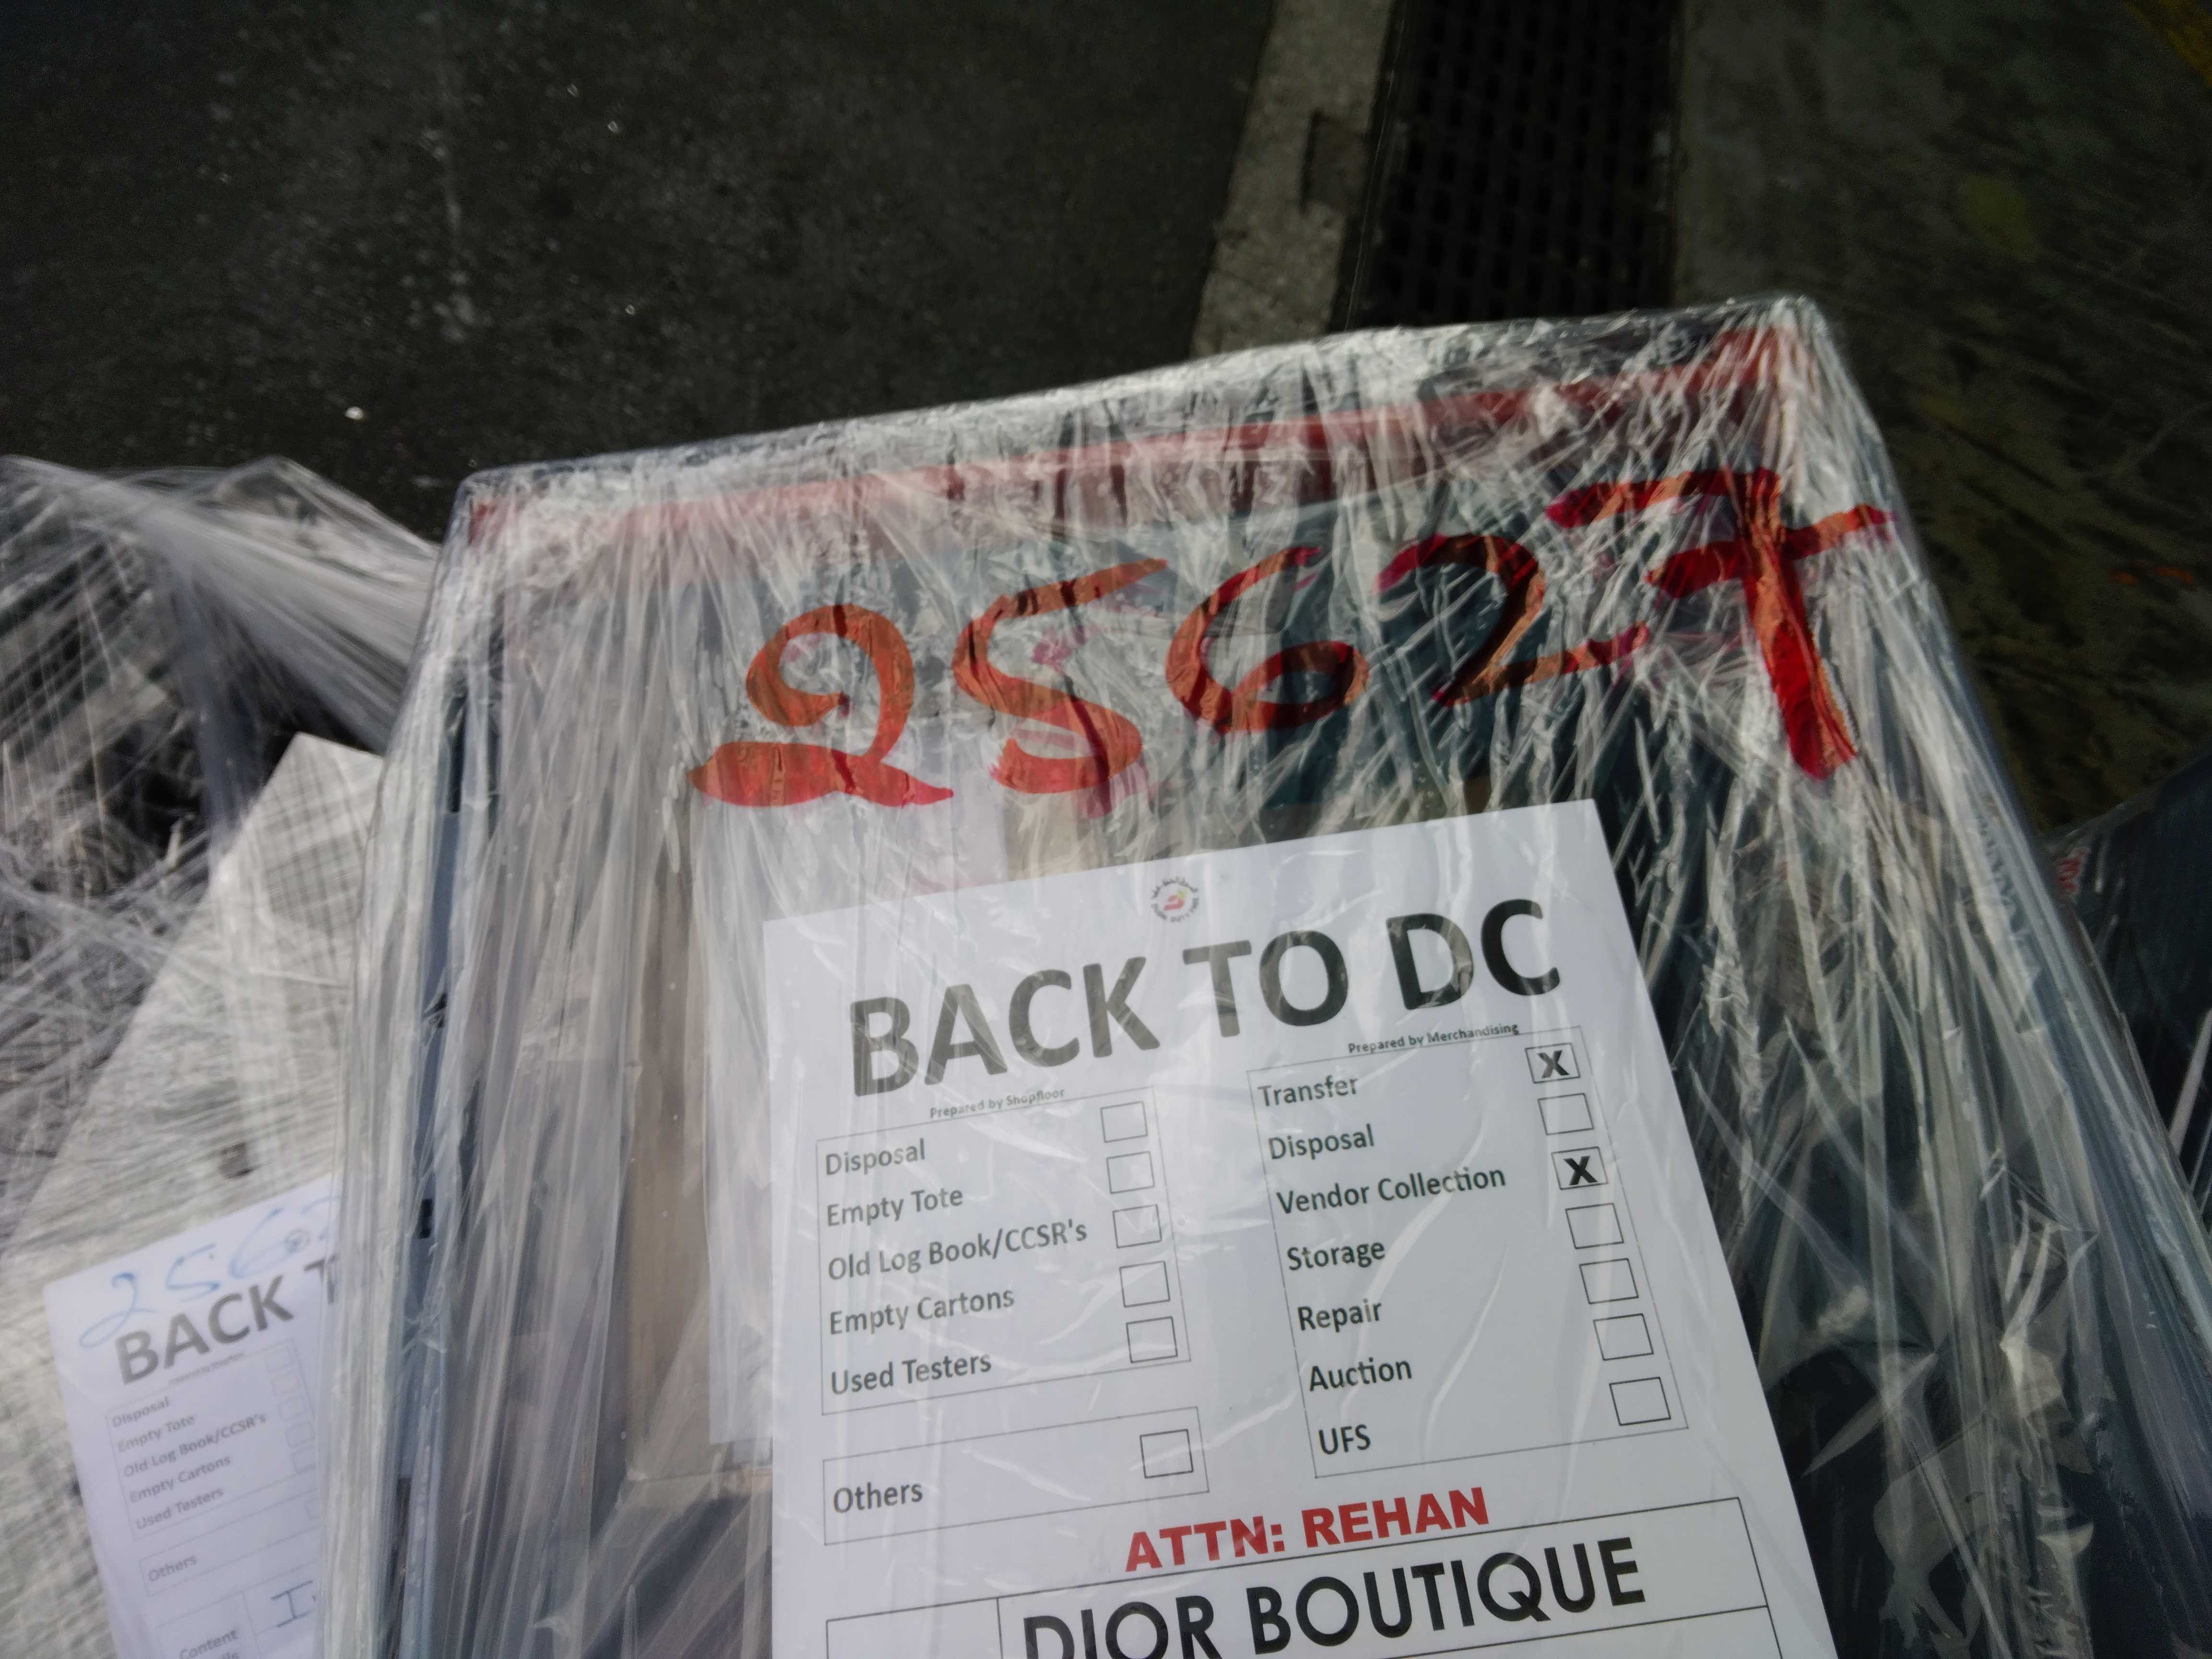 25627
BACK TO DC
Prepared by Shopfloor
Disposal
Empty Tote
Old Log Book/CCSR's
Empty Cartons
Used Testers
Others
Prepared by Merchandising
Transfer X
Disposal
Vendor Collection X
Storage
Repair
Auction
UFS
ATTN: REHAN
DIOR BOUTIQUE
BACK
Disposal
Empty Tote
Old Log Book/CCSR's
Empty Cartons
Used Testers
Others
Content